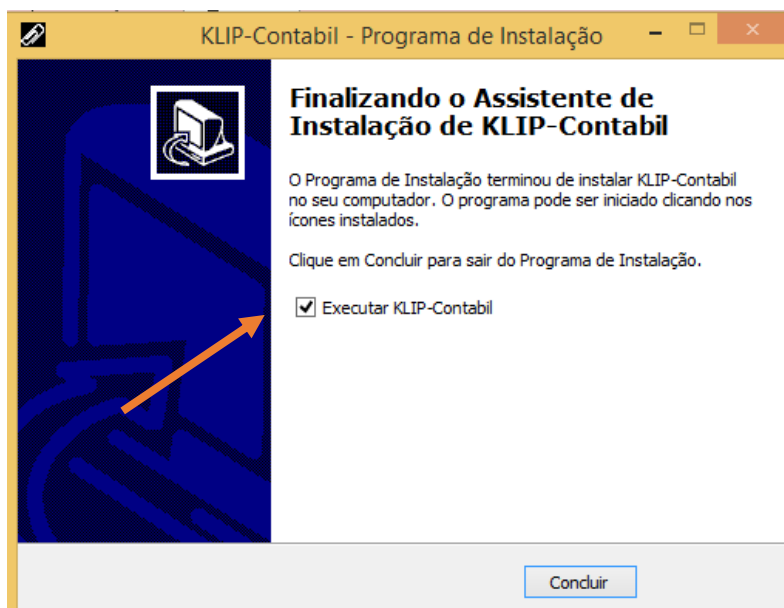 KLIP-Contabil - Programa de Instalação
Finalizando o Assistente de
Instalação de KLIP-Contabil
O Programa de Instalação terminou de instalar KLIP-Contabil
no seu computador. O programa pode ser iniciado clicando nos
ícones instalados.
Clique em Concluir para sair do Programa de Instalação.
Executar KLIP-Contabil
Concluir